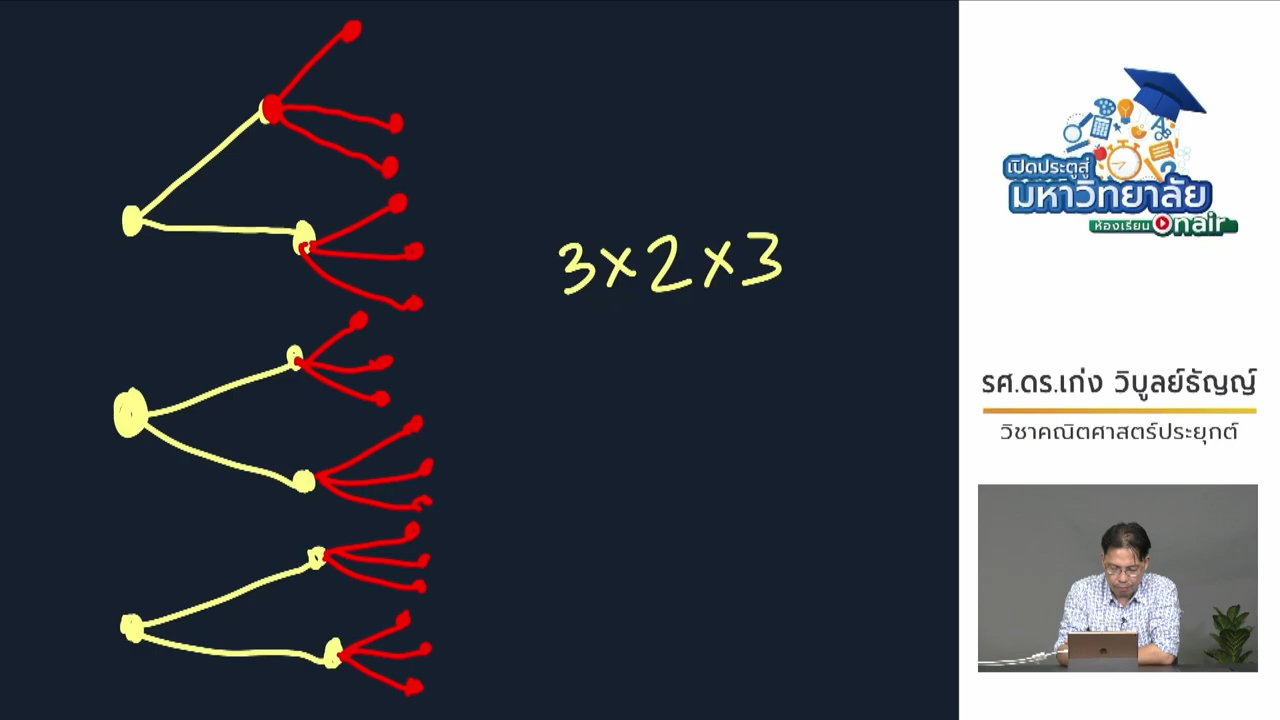 3×2×3
เปิดประตูสู่
มหาวิทยาลัย
ห้องเรียน Onair
รศ.ดร.เก่ง วิบูลย์ธัญญ์
วิชาคณิตศาสตร์ประยุกต์